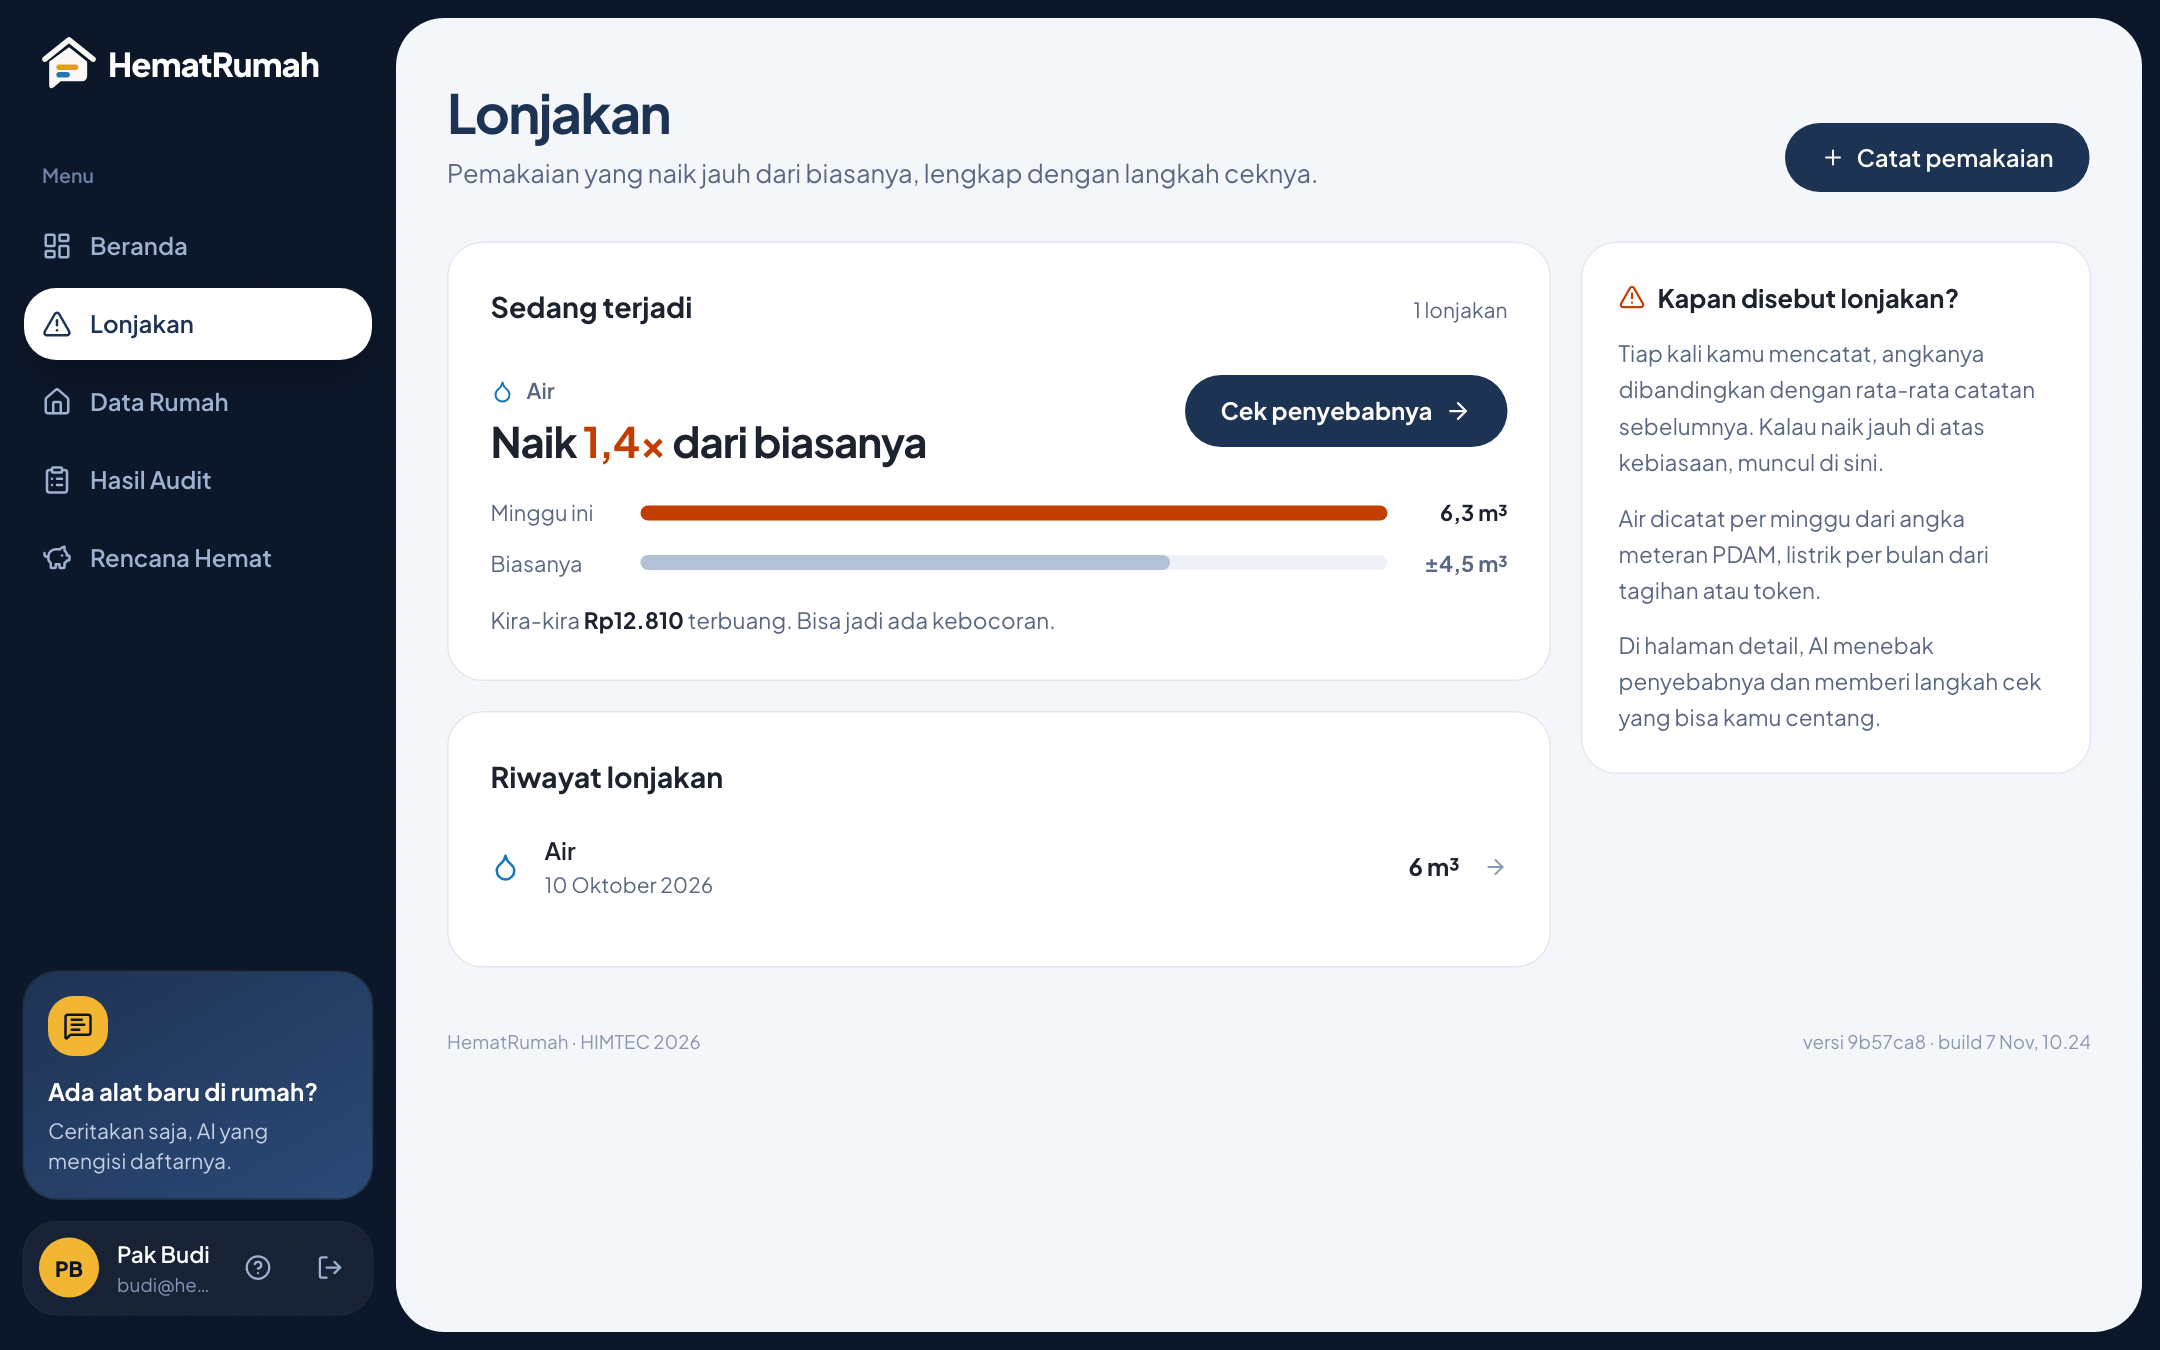 HematRumah
Menu
Beranda
Lonjakan
Data Rumah
Hasil Audit
Rencana Hemat
Ada alat baru di rumah?
Ceritakan saja, AI yang
mengisi daftarnya.
PB
Pak Budi
budi@he...
Lonjakan
Pemakaian yang naik jauh dari biasanya, lengkap dengan langkah ceknya.
+ Catat pemakaian
Sedang terjadi
1 lonjakan
Air
Naik 1,4× dari biasanya
Cek penyebabnya →
Minggu ini
6,3 m³
Biasanya
±4,5 m³
Kira-kira Rp12.810 terbuang. Bisa jadi ada kebocoran.
Riwayat lonjakan
Air
10 Oktober 2026
6 m³ →
Kapan disebut lonjakan?
Tiap kali kamu mencatat, angkanya
dibandingkan dengan rata-rata catatan
sebelumnya. Kalau naik jauh di atas
kebiasaan, muncul di sini.
Air dicatat per minggu dari angka
meteran PDAM, listrik per bulan dari
tagihan atau token.
Di halaman detail, AI menebak
penyebabnya dan memberi langkah cek
yang bisa kamu centang.
HematRumah · HIMTEC 2026
versi 9b57ca8 · build 7 Nov, 10.24